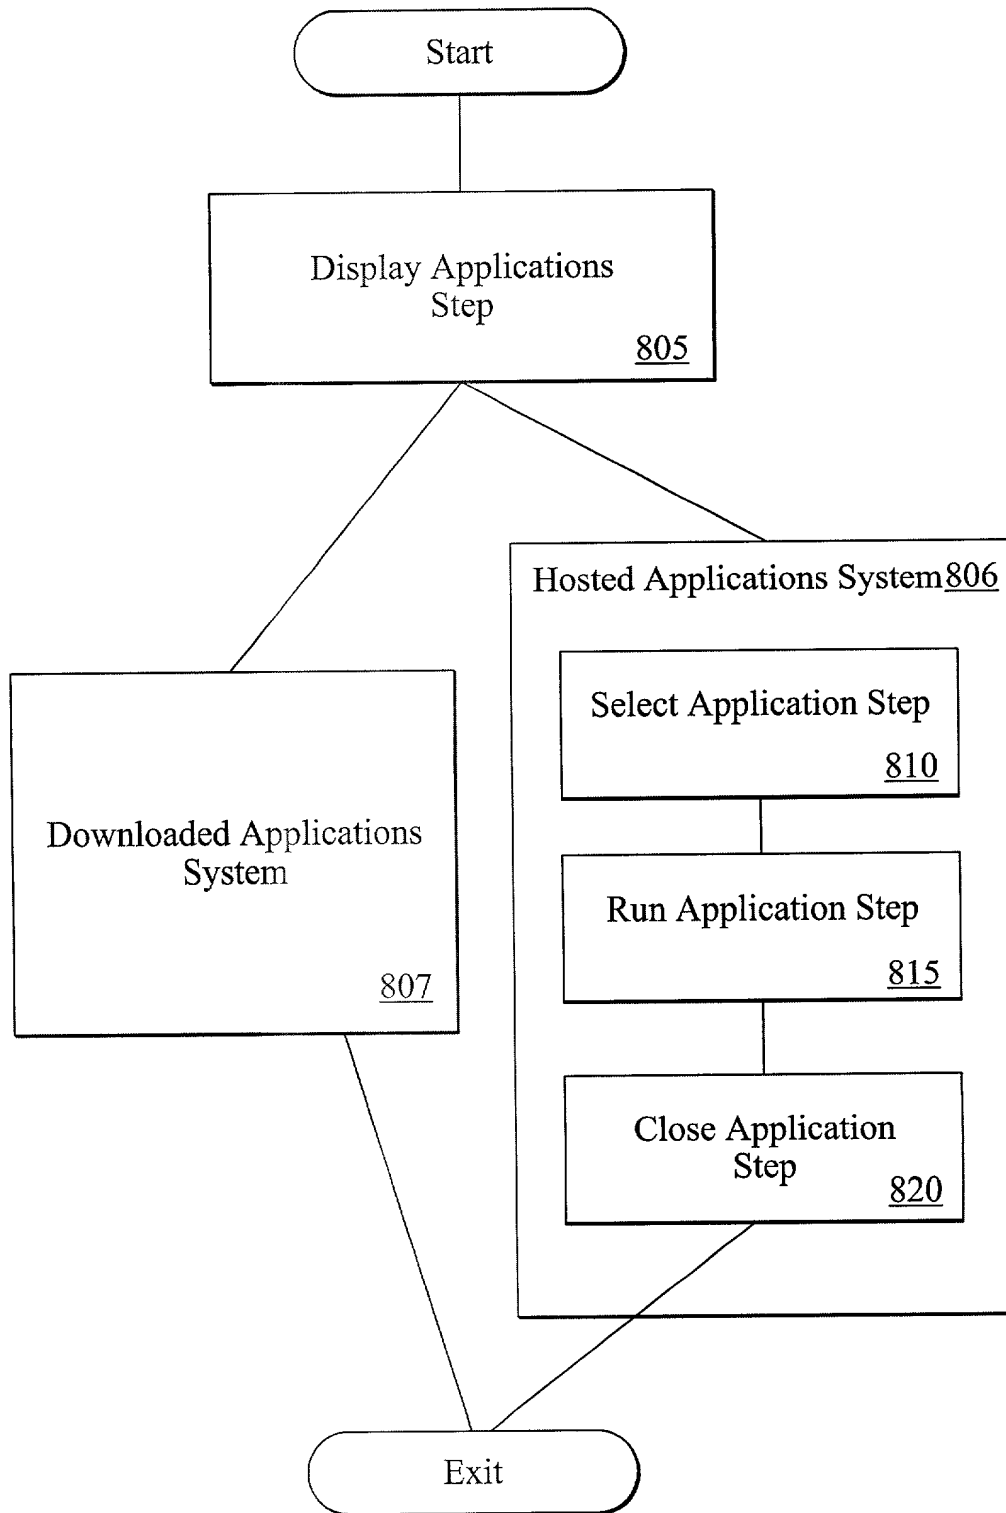 Start
Display Applications
Step
805
Hosted Applications System806
Select Application Step
810
Downloaded Applications
System
807
Run Application Step
815
Close Application
Step
820
Exit